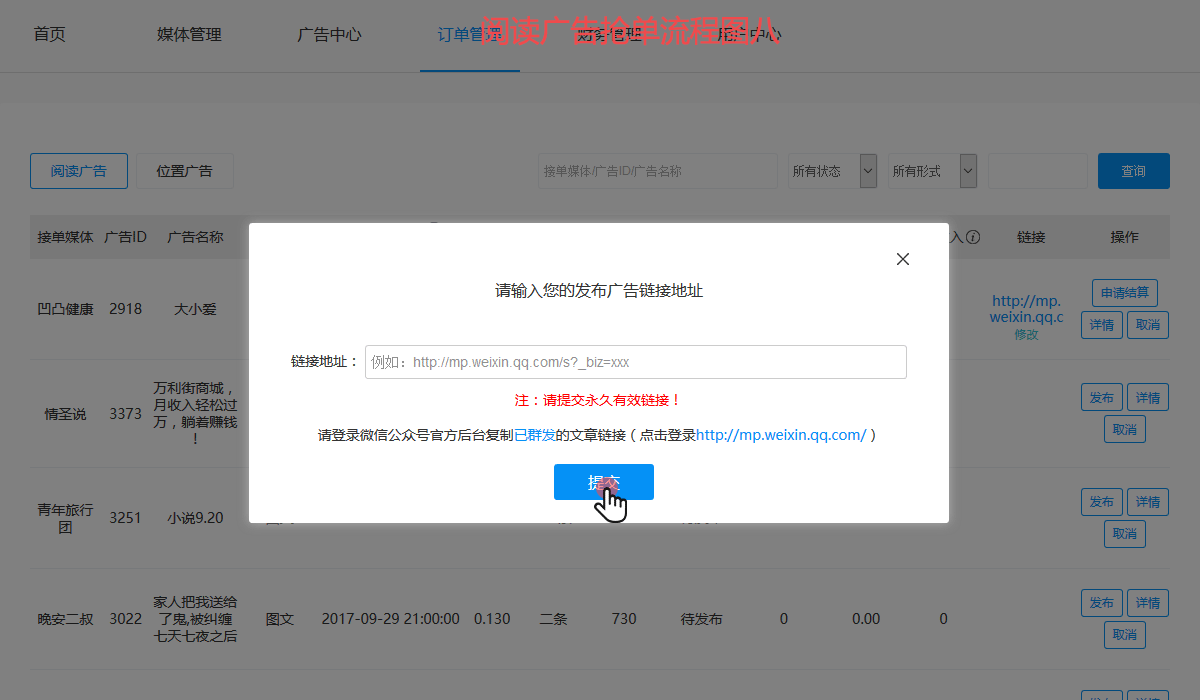 首页 媒体管理 广告中心 订单管理 财务管理 用户中心
阅读广告抢单流程图八
阅读广告 位置广告 接单媒体/广告ID/广告名称 所有状态 所有形式 查询
接单媒体 广告ID 广告名称 入 链接 操作
请输入您的发布广告链接地址
链接地址： 例如：http://mp.weixin.qq.com/s?_biz=xxx
注：请提交永久有效链接！
请登录微信公众号官方后台复制已群发的文章链接（点击登录http://mp.weixin.qq.com/）
提交
凹凸健康 2918 大小爱 http://mp.
weixin.qq.c
修改 申请结算
详情 取消
情圣说 3373 万利街商城，
月收入轻松过
万，躺着赚钱
！ 发布 详情
取消
青年旅行
团 3251 小说9.20 图文 发布 详情
取消
晚安二叔 3022 家人把我送给
了鬼,被纠缠
七天七夜之后 图文 2017-09-29 21:00:00 0.130 二条 730 待发布 0 0.00 0 发布 详情
取消